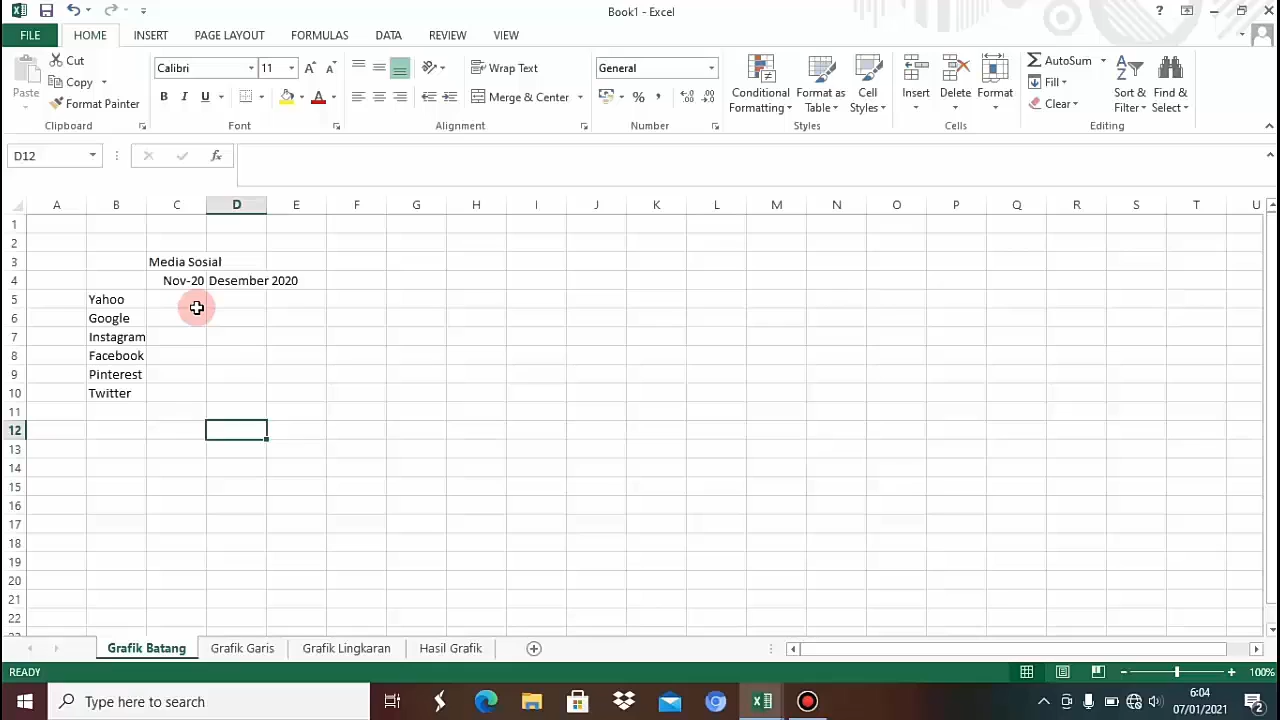 Book1 - Excel
?
FILE HOME INSERT PAGE LAYOUT FORMULAS DATA REVIEW VIEW
Paste
Cut
Copy
Format Painter
Clipboard
Calibri 11
A A
B I U A
Font
Wrap Text
Merge & Center
Alignment
General
% ,
Number
Conditional Formatting
Format as Table
Cell Styles
Styles
Insert Delete Format
Cells
AutoSum
Fill
Clear
Sort & Filter
Find & Select
Editing
D12 fx
A B C D E F G H I J K L M N O P Q R S T U
1
2
3 Media Sosial
4 Nov-20 Desember 2020
5 Yahoo
6 Google
7 Instagram
8 Facebook
9 Pinterest
10 Twitter
11
12
13
14
15
16
17
18
19
20
21
22
Grafik Batang Grafik Garis Grafik Lingkaran Hasil Grafik
READY 100%
Type here to search
6:04
07/01/2021
2